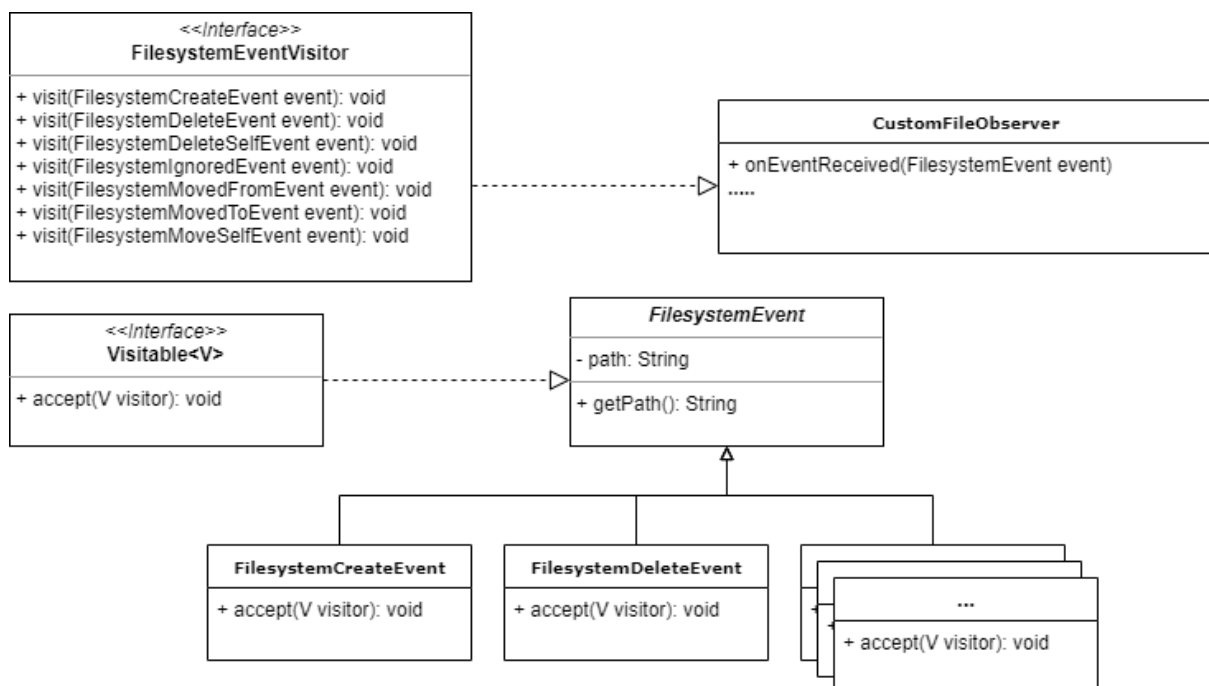 <<Interface>>
FilesystemEventVisitor
+ visit(FilesystemCreateEvent event): void
+ visit(FilesystemDeleteEvent event): void
+ visit(FilesystemDeleteSelfEvent event): void
+ visit(FilesystemIgnoredEvent event): void
+ visit(FilesystemMovedFromEvent event): void
+ visit(FilesystemMovedToEvent event): void
+ visit(FilesystemMoveSelfEvent event): void
CustomFileObserver
+ onEventReceived(FilesystemEvent event)
.....
<<Interface>>
Visitable<V>
+ accept(V visitor): void
FilesystemEvent
- path: String
+ getPath(): String
FilesystemCreateEvent
+ accept(V visitor): void
FilesystemDeleteEvent
+ accept(V visitor): void
...
+ accept(V visitor): void